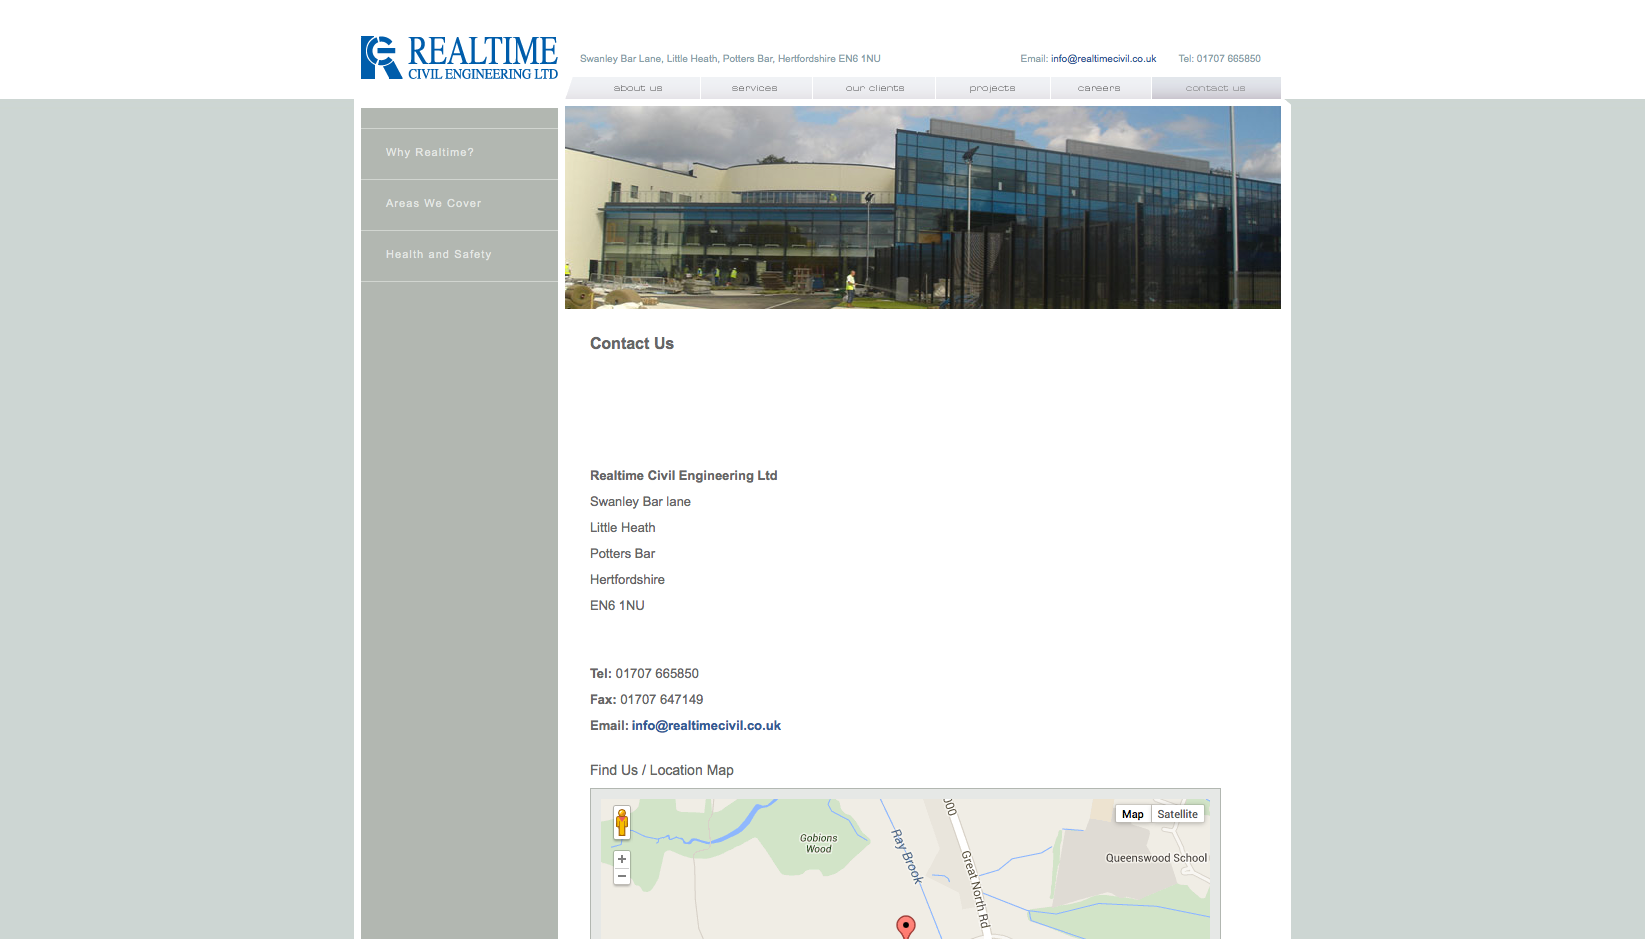 REALTIME
CIVIL ENGINEERING LTD
Swanley Bar Lane, Little Heath, Potters Bar, Hertfordshire EN6 1NU
Email: info@realtimecivil.co.uk
Tel: 01707 665850
about us
services
our clients
projects
careers
contact us
Why Realtime?
Areas We Cover
Health and Safety
Contact Us
Realtime Civil Engineering Ltd
Swanley Bar lane
Little Heath
Potters Bar
Hertfordshire
EN6 1NU
Tel: 01707 665850
Fax: 01707 647149
Email: info@realtimecivil.co.uk
Find Us / Location Map
Map
Satellite
Gobions
Wood
Ray Brook
000
Great North Rd
Queenswood School